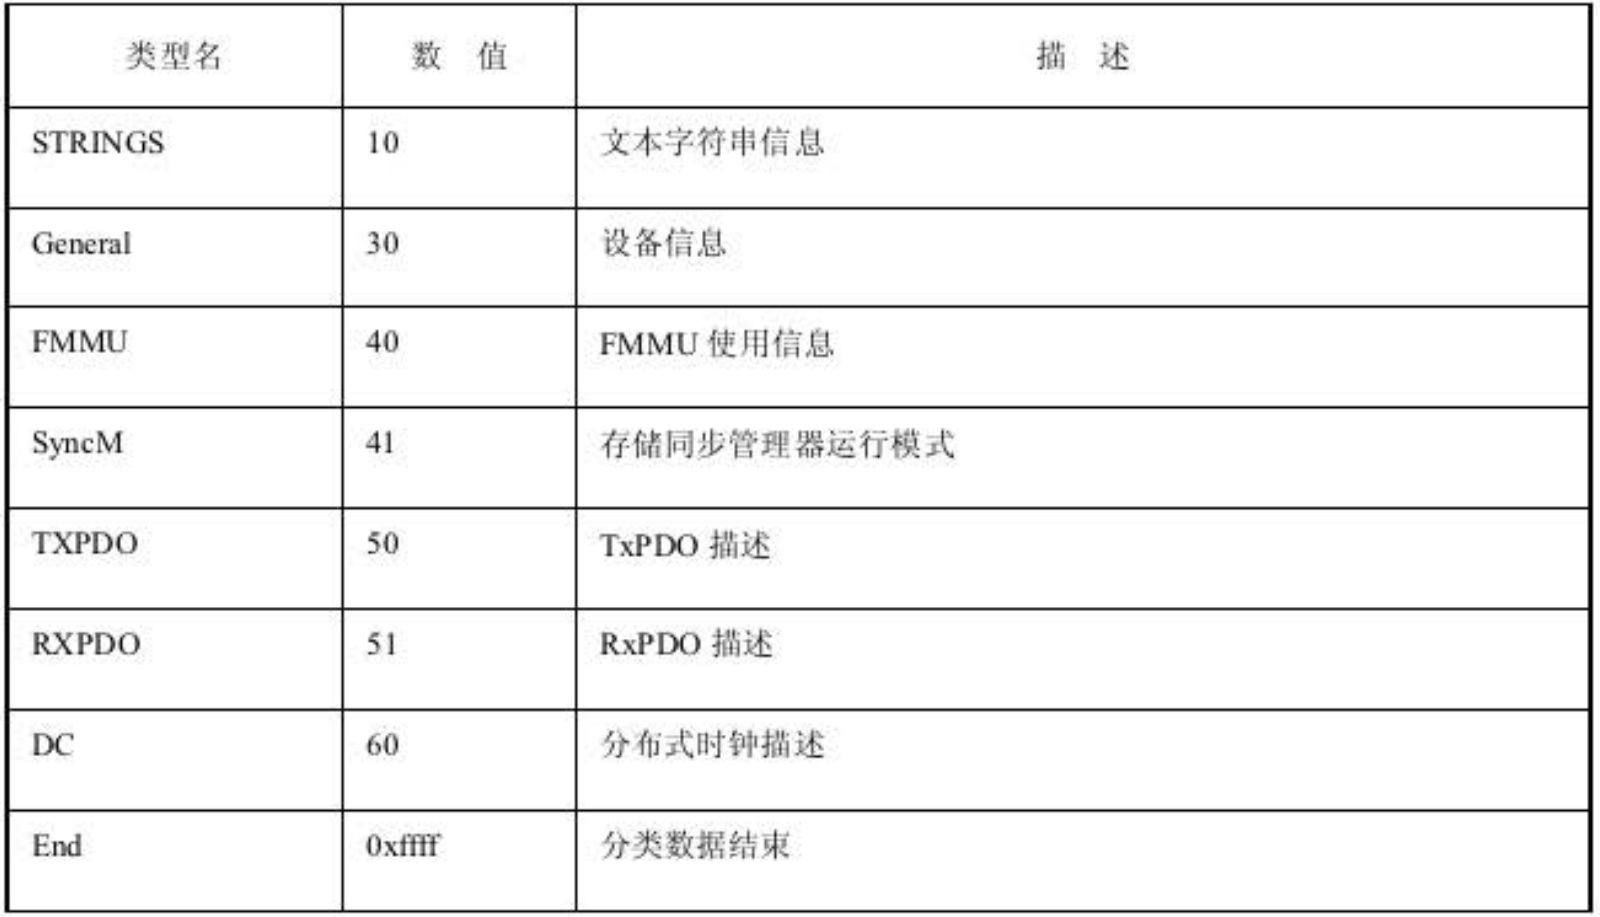 类型名 数 值 描 述
STRINGS 10 文本字符串信息
General 30 设备信息
FMMU 40 FMMU 使用信息
SyncM 41 存储同步管理器运行模式
TXPDO 50 TxPDO 描述
RXPDO 51 RxPDO 描述
DC 60 分布式时钟描述
End 0xffff 分类数据结束